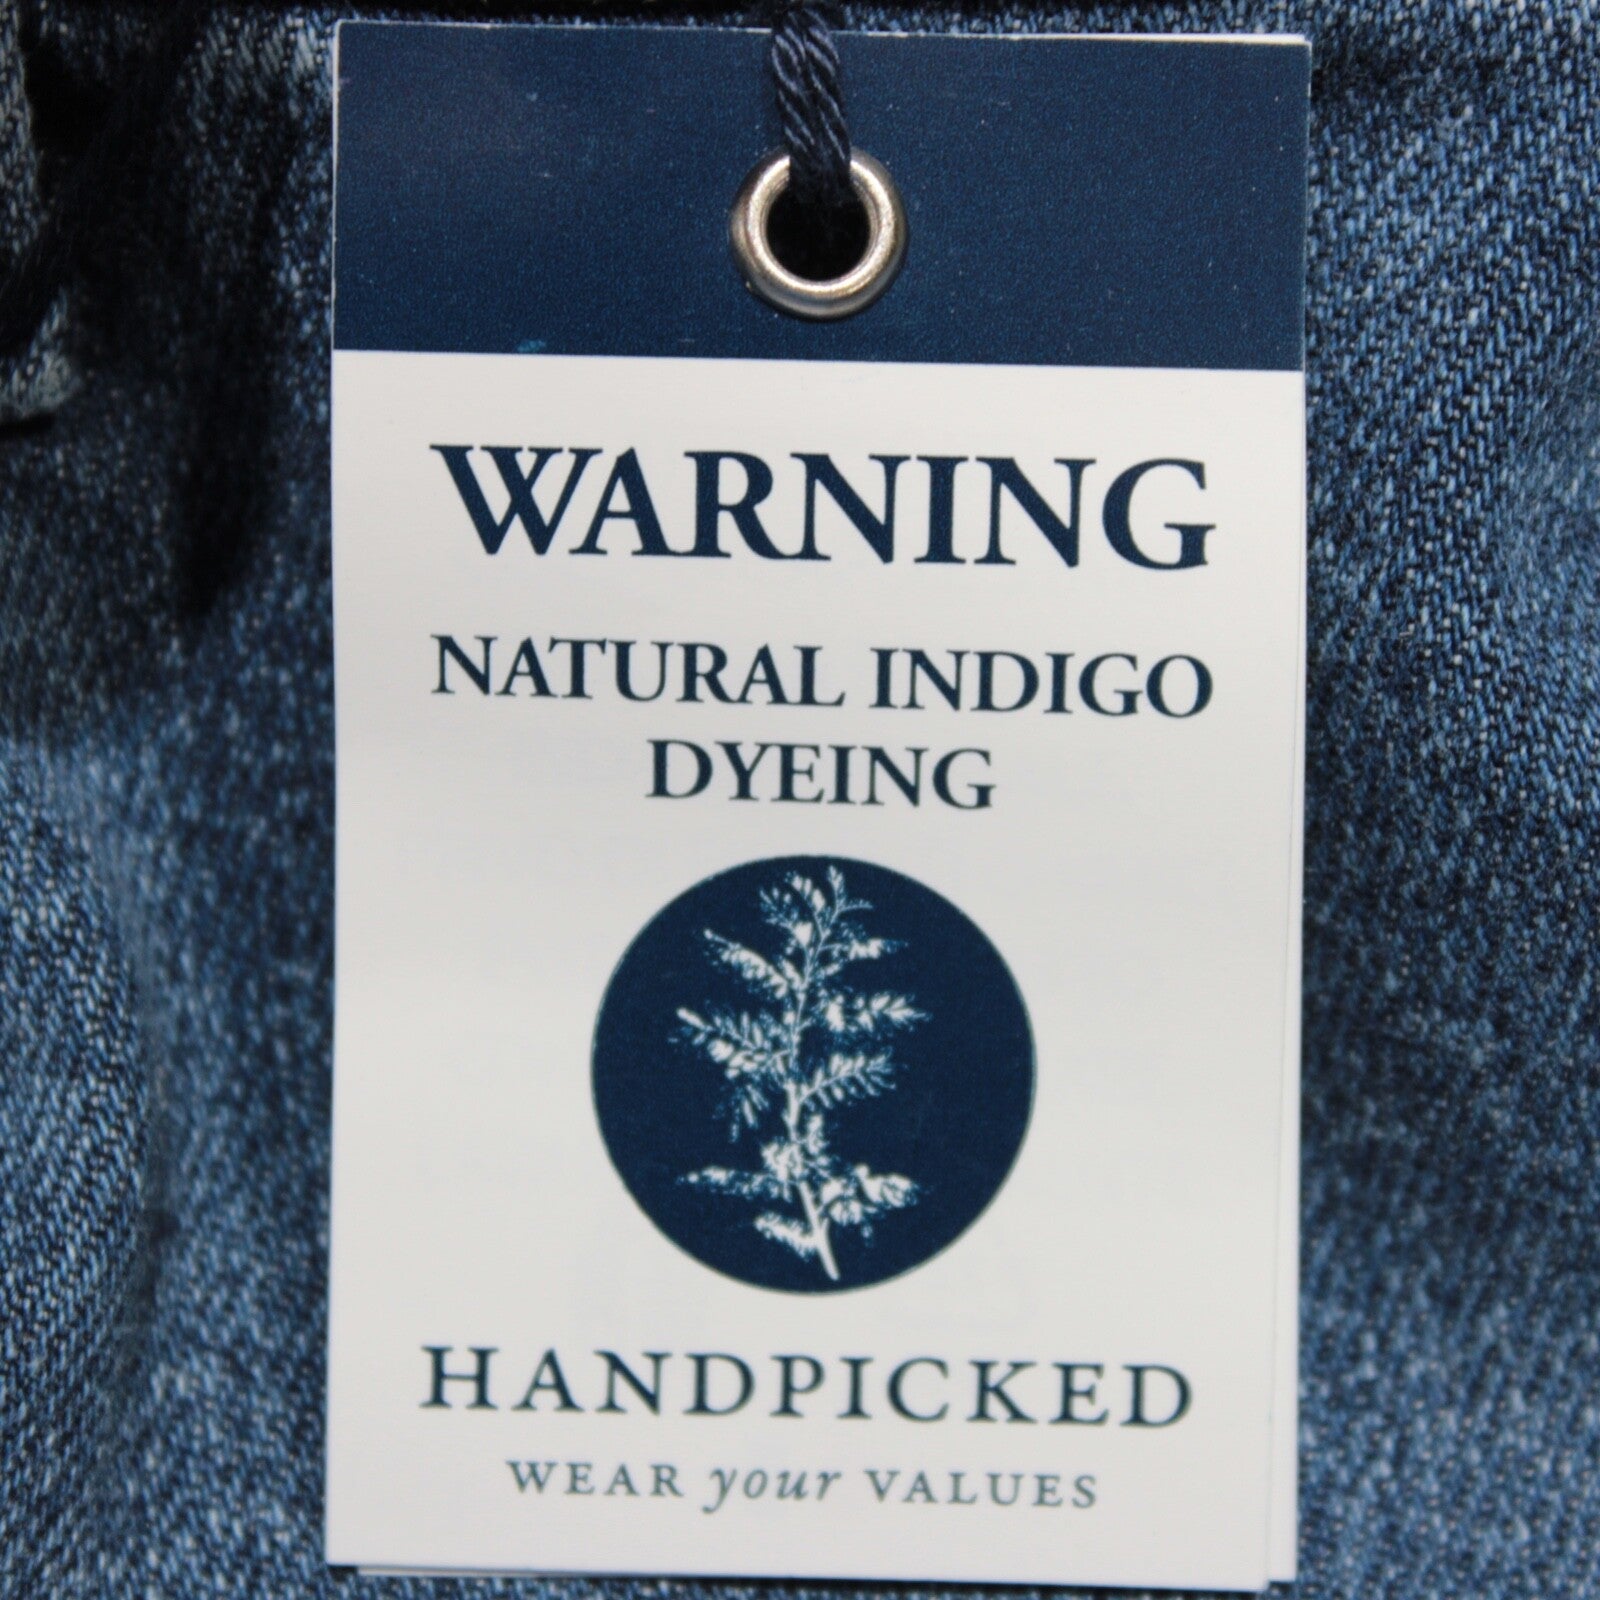 WARNING
NATURAL INDIGO
DYEING
HANDPICKED
WEAR your VALUES